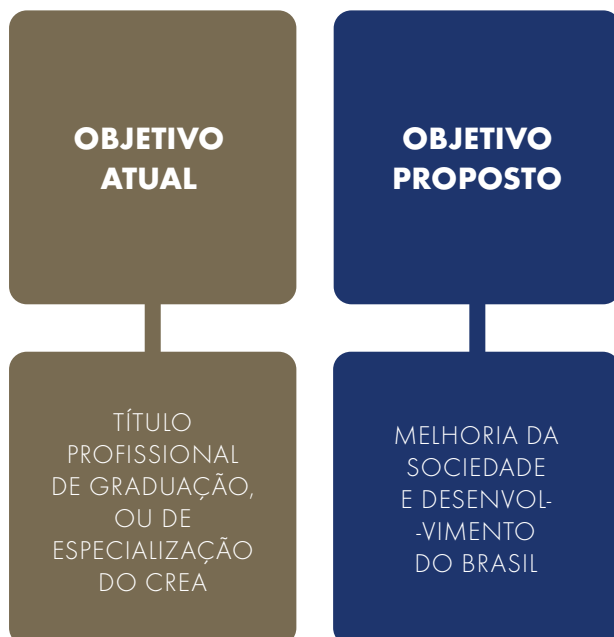 OBJETIVO
ATUAL
TÍTULO
PROFISSIONAL
DE GRADUAÇÃO,
OU DE
ESPECIALIZAÇÃO
DO CREA
OBJETIVO
PROPOSTO
MELHORIA DA
SOCIEDADE
E DESENVOL-
-VIMENTO
DO BRASIL